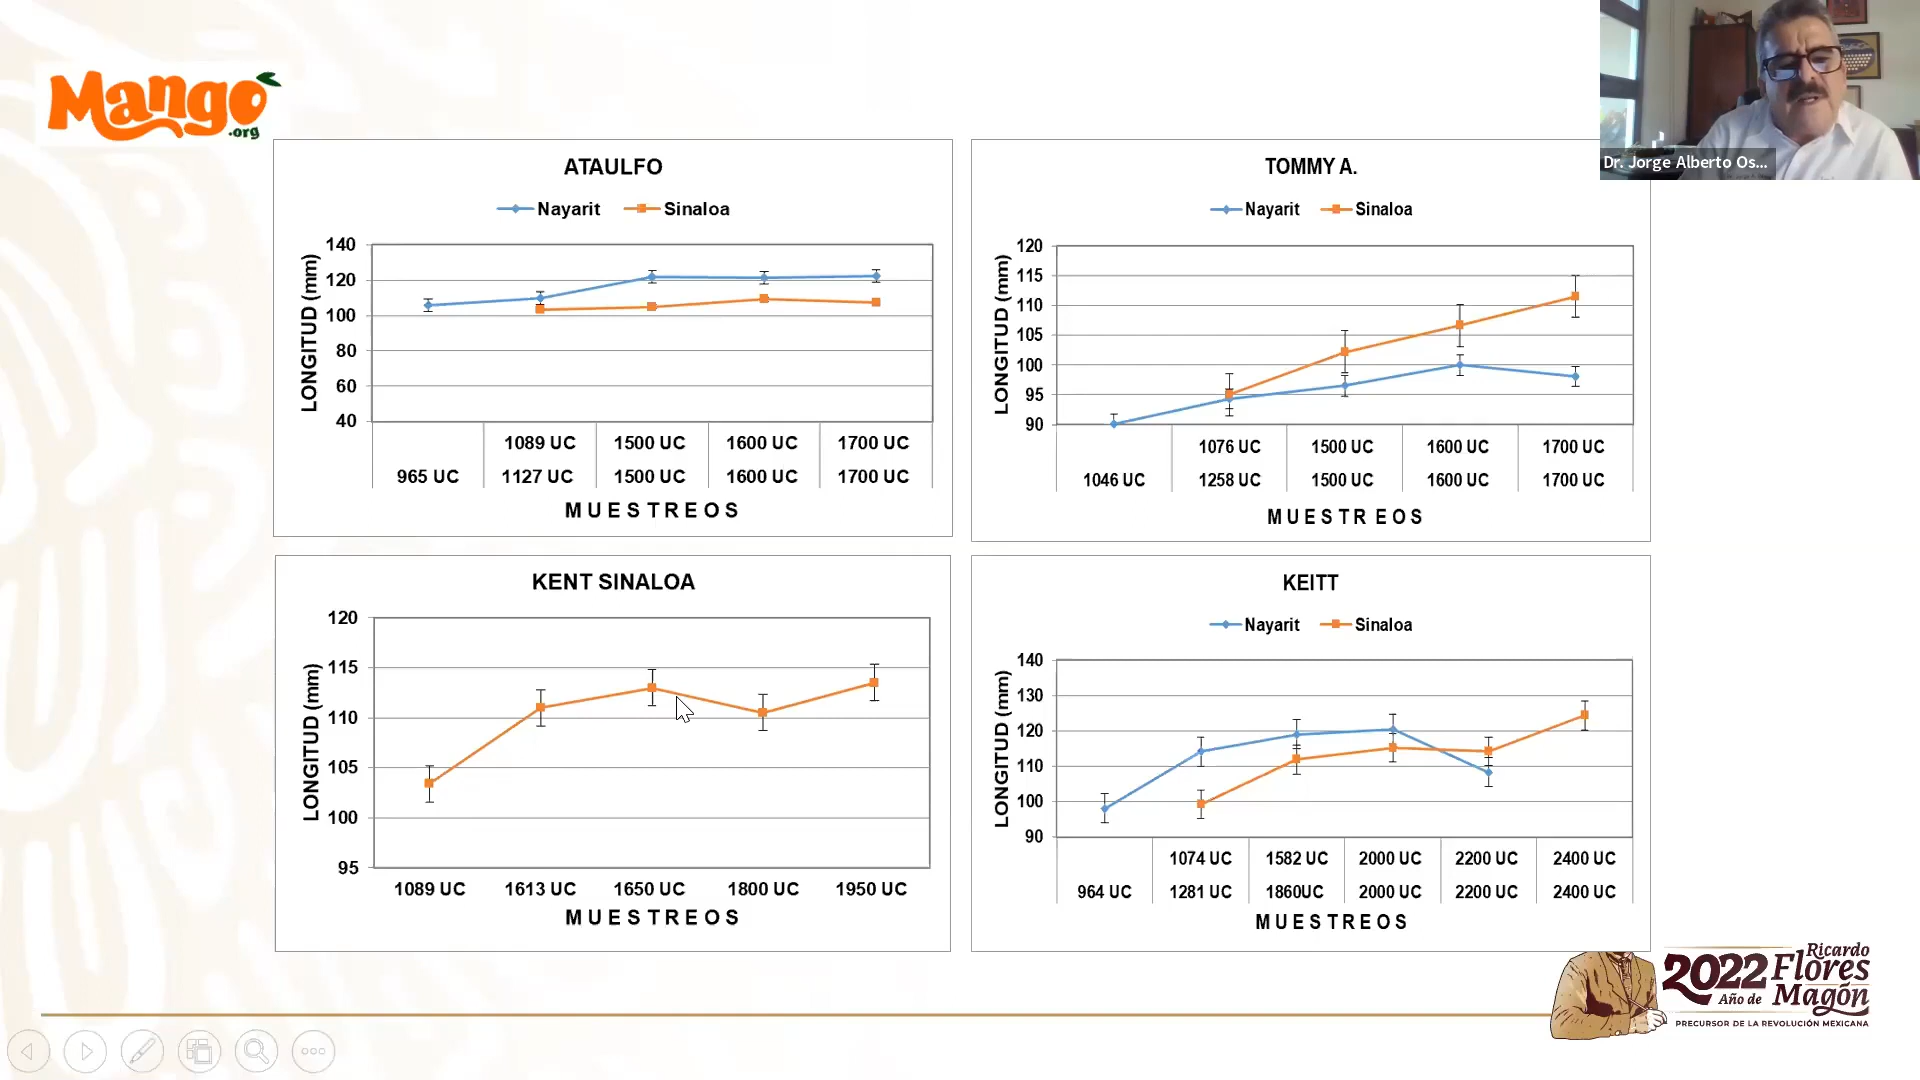 Mango
.org
Dr. Jorge Alberto Os...
ATAULFO
Nayarit
Sinaloa
LONGITUD (mm)
140
120
100
80
60
40
1089 UC
1500 UC
1600 UC
1700 UC
965 UC
1127 UC
1500 UC
1600 UC
1700 UC
MUESTREOS
TOMMY A.
Nayarit
Sinaloa
LONGITUD (mm)
120
115
110
105
100
95
90
1076 UC
1500 UC
1600 UC
1700 UC
1046 UC
1258 UC
1500 UC
1600 UC
1700 UC
MUESTREOS
KENT SINALOA
LONGITUD (mm)
120
115
110
105
100
95
1089 UC
1613 UC
1650 UC
1800 UC
1950 UC
MUESTREOS
KEITT
Nayarit
Sinaloa
LONGITUD (mm)
140
130
120
110
100
90
1074 UC
1582 UC
2000 UC
2200 UC
2400 UC
964 UC
1281 UC
1860UC
2000 UC
2200 UC
2400 UC
MUESTREOS
2022 Ricardo
Flores
Año de Magón
PRECURSOR DE LA REVOLUCIÓN MEXICANA